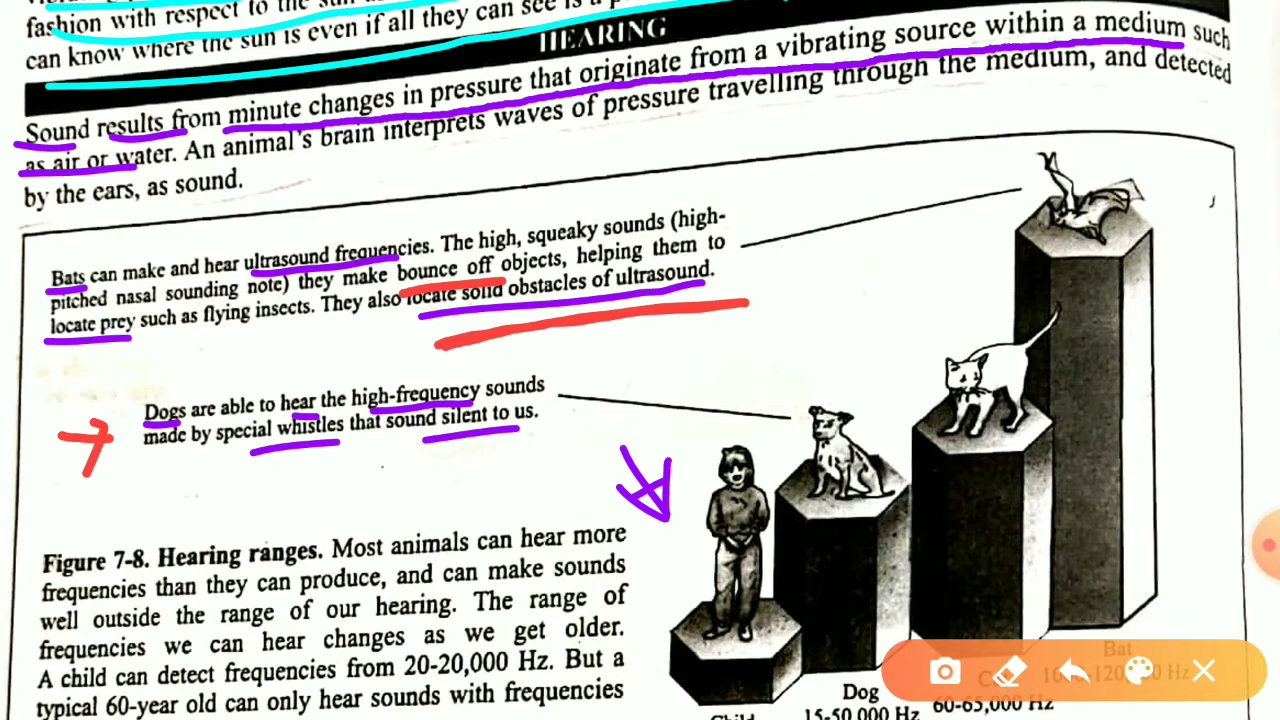 fashion with respect to the sun
can know where the sun is even if all they can see is a
HEARING
Sound results from minute changes in pressure that originate from a vibrating source within a medium such
as air or water. An animal's brain interprets waves of pressure travelling through the medium, and detected
by the ears, as sound.
Bats can make and hear ultrasound frequencies. The high, squeaky sounds (high-
pitched nasal sounding note) they make bounce off objects, helping them to
locate prey such as flying insects. They also locate solid obstacles of ultrasound.
Dogs are able to hear the high-frequency sounds
made by special whistles that sound silent to us.
Figure 7-8. Hearing ranges. Most animals can hear more
frequencies than they can produce, and can make sounds
well outside the range of our hearing. The range of
frequencies we can hear changes as we get older.
A child can detect frequencies from 20-20,000 Hz. But a
typical 60-year old can only hear sounds with frequencies
Child
Dog
15-50,000 Hz
60-65,000 Hz
Bat